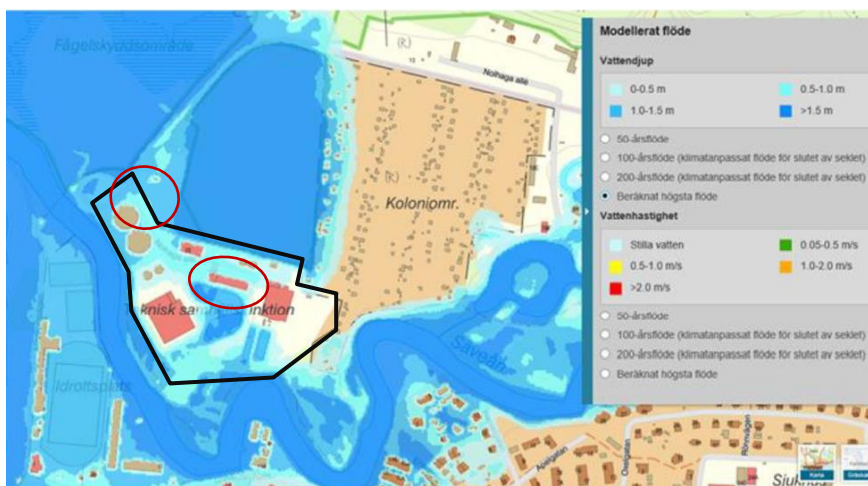 Fågelskyddsområde
(R)
Nolhaga allé
(R)
Koloniomr.
Idrottsplats
Säveån
Apelgatan
Oxelgatan
Rönnvägen
Modellerat flöde
Vattendjup
0-0.5 m
0.5-1.0 m
1.0-1.5 m
>1.5 m
50-årsflöde
100-årsflöde (klimatanpassat flöde för slutet av seklet)
200-årsflöde (klimatanpassat flöde för slutet av seklet)
Beräknat högsta flöde
Vattenhastighet
Stilla vatten
0.05-0.5 m/s
0.5-1.0 m/s
1.0-2.0 m/s
>2.0 m/s
50-årsflöde
100-årsflöde (klimatanpassat flöde för slutet av seklet)
200-årsflöde (klimatanpassat flöde för slutet av seklet)
Beräknat högsta flöde
Karta